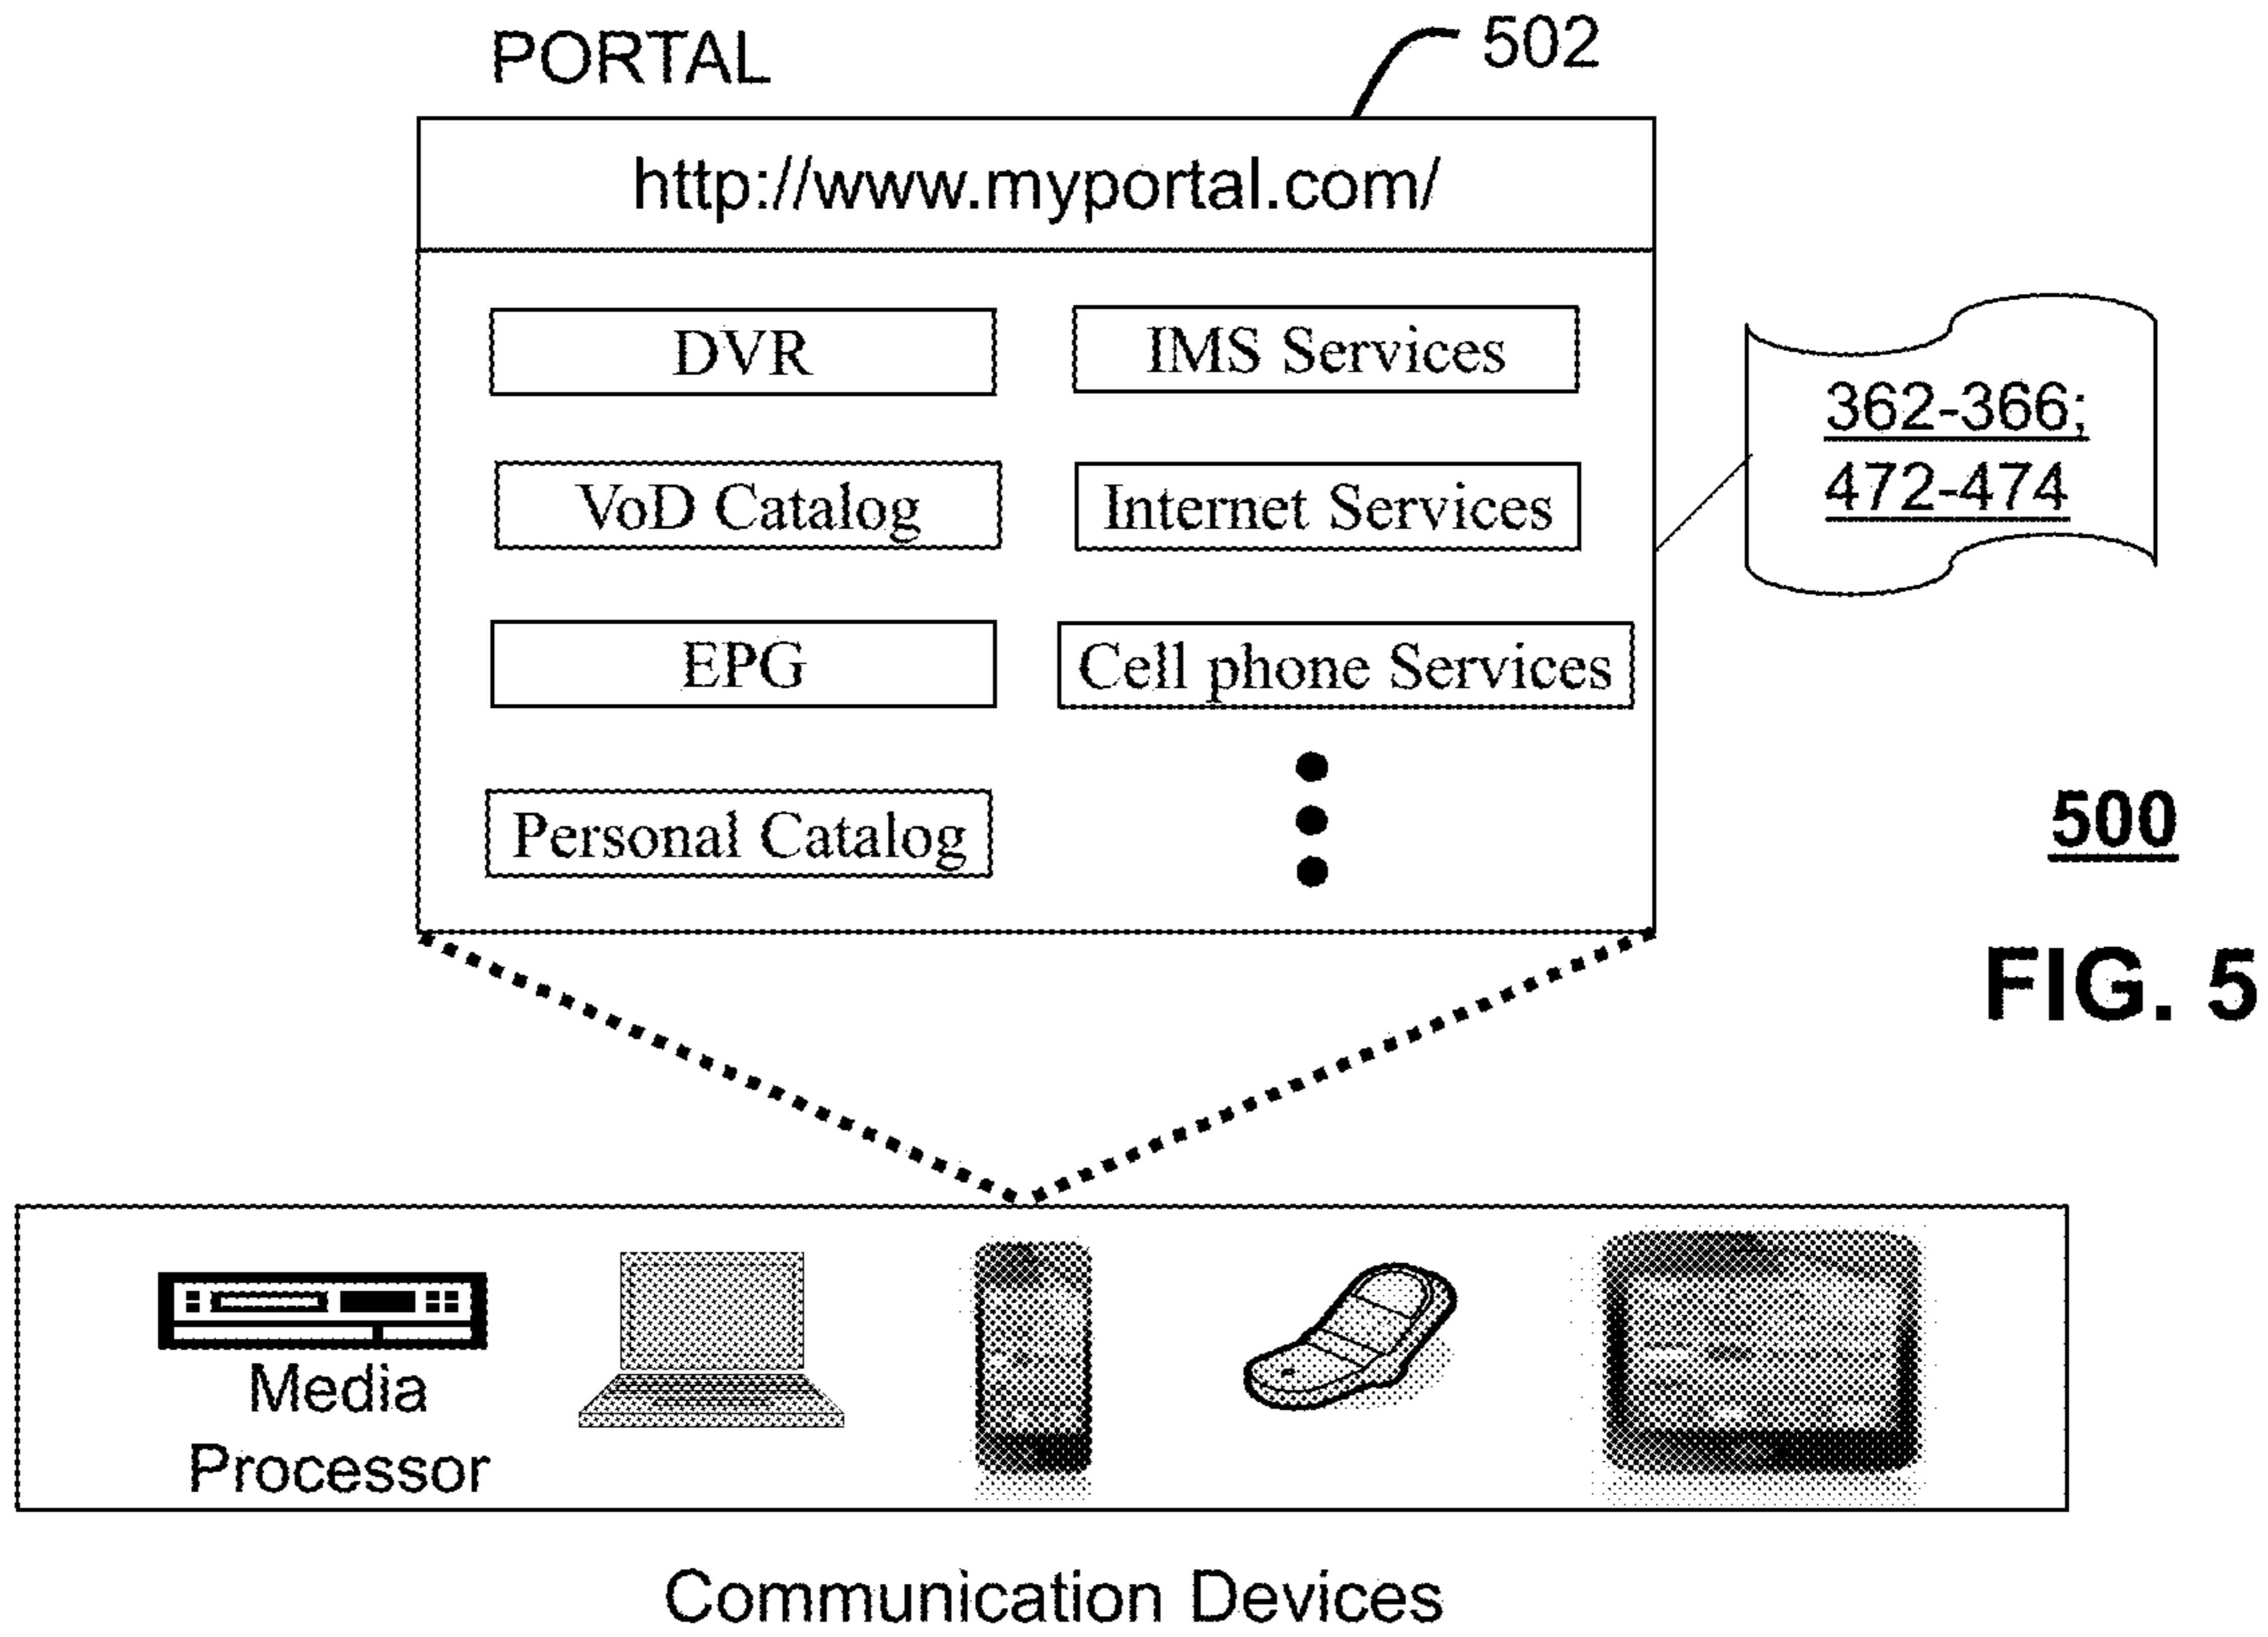 PORTAL
502
http://www.myportal.com/
DVR
IMS Services
VoD Catalog
Internet Services
EPG
Cell phone Services
Personal Catalog
362-366;
472-474
500
FIG. 5
Media
Processor
Communication Devices